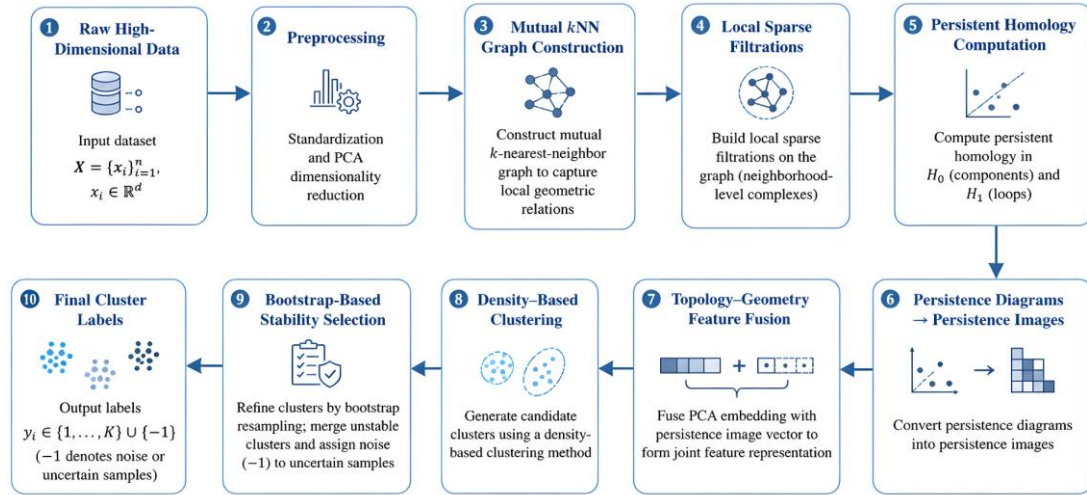 1 Raw High-
Dimensional Data
Input dataset
X = {x_i}_{i=1}^n,
x_i ∈ ℝ^d
2 Preprocessing
Standardization
and PCA
dimensionality
reduction
3 Mutual kNN
Graph Construction
Construct mutual
k-nearest-neighbor
graph to capture
local geometric
relations
4 Local Sparse
Filtrations
Build local sparse
filtrations on the
graph (neighborhood-
level complexes)
5 Persistent Homology
Computation
Compute persistent
homology in
H₀ (components) and
H₁ (loops)
6 Persistence Diagrams
→ Persistence Images
Convert persistence diagrams
into persistence images
7 Topology–Geometry
Feature Fusion
+
Fuse PCA embedding with
persistence image vector to
form joint feature representation
8 Density–Based
Clustering
Generate candidate
clusters using a density-
based clustering method
9 Bootstrap-Based
Stability Selection
Refine clusters by bootstrap
resampling; merge unstable
clusters and assign noise
(−1) to uncertain samples
10 Final Cluster
Labels
Output labels
y_i ∈ {1, … , K} ∪ {−1}
(−1 denotes noise or
uncertain samples)